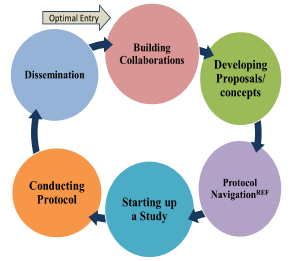 Optimal Entry
Building
Collaborations
Developing
Proposals/
concepts
Protocol
Navigation^REF
Starting up
a Study
Conducting
Protocol
Dissemination